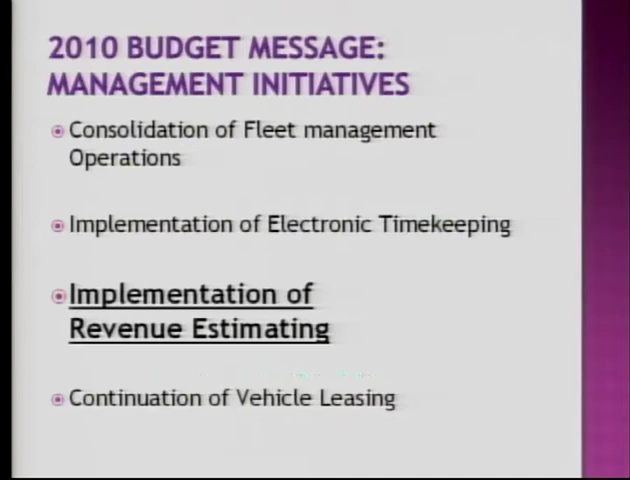 2010 BUDGET MESSAGE:
MANAGEMENT INITIATIVES
Consolidation of Fleet management
Operations
Implementation of Electronic Timekeeping
Implementation of
Revenue Estimating
Continuation of Vehicle Leasing